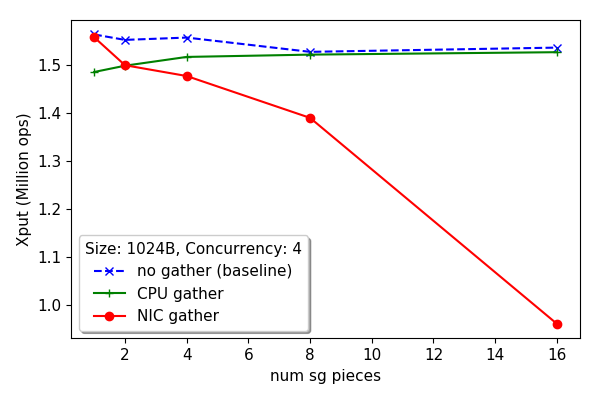 Xput (Million ops)
1.5
1.4
1.3
1.2
1.1
1.0
Size: 1024B, Concurrency: 4
no gather (baseline)
CPU gather
NIC gather
2 4 6 8 10 12 14 16
num sg pieces